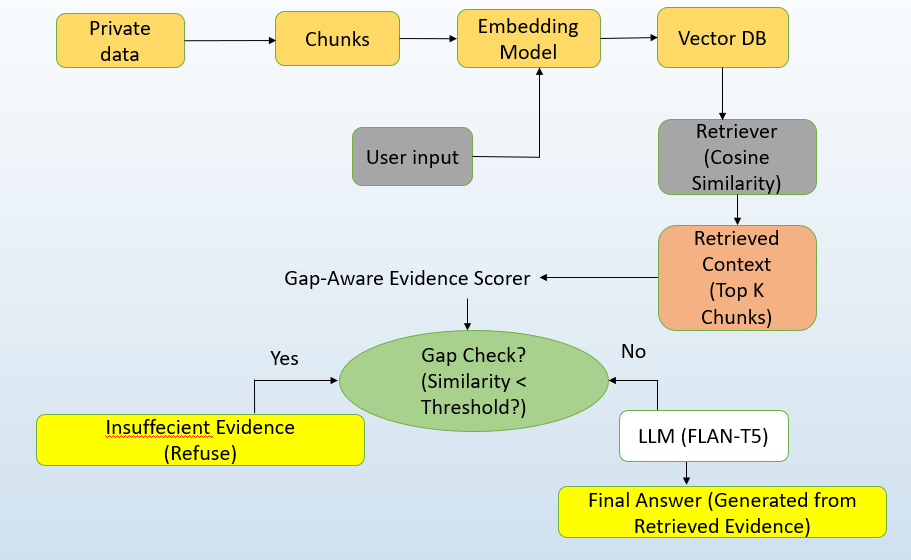 Private
data
Chunks
Embedding
Model
Vector DB
User input
Retriever
(Cosine
Similarity)
Retrieved
Context
(Top K
Chunks)
Gap-Aware Evidence Scorer
Yes
Gap Check?
(Similarity <
Threshold?)
No
Insuffecient Evidence
(Refuse)
LLM (FLAN-T5)
Final Answer (Generated from
Retrieved Evidence)